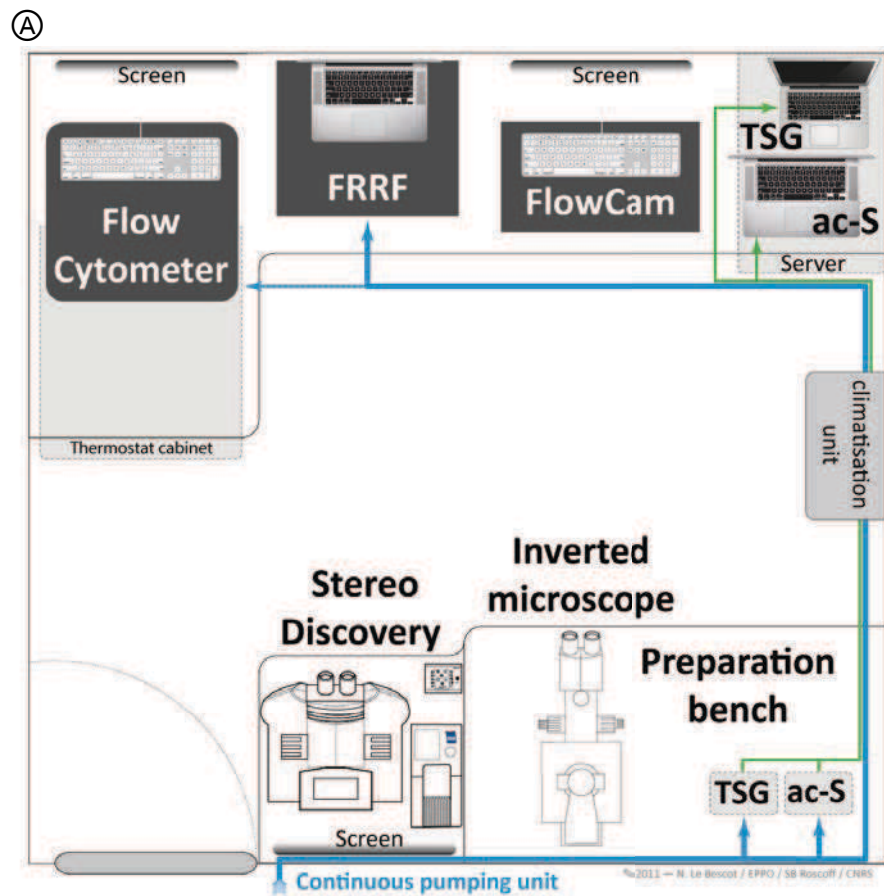 A
Screen
Screen
TSG
FRRF
FlowCam
Flow
Cytometer
ac-S
Server
climatisation
unit
Thermostat cabinet
Inverted
microscope
Stereo
Discovery
Preparation
bench
TSG ac-S
Screen
Continuous pumping unit
2011 — N. Le Bescot / EPPO / SB Roscoff / CNRS